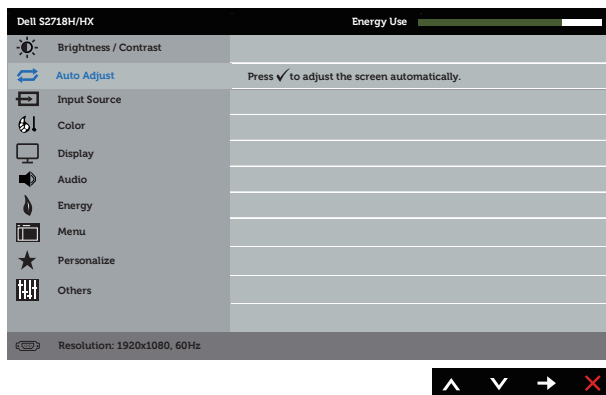 Dell S2718H/HX Energy Use
Brightness / Contrast
Auto Adjust Press ✓ to adjust the screen automatically.
Input Source
Color
Display
Audio
Energy
Menu
Personalize
Others
Resolution: 1920x1080, 60Hz